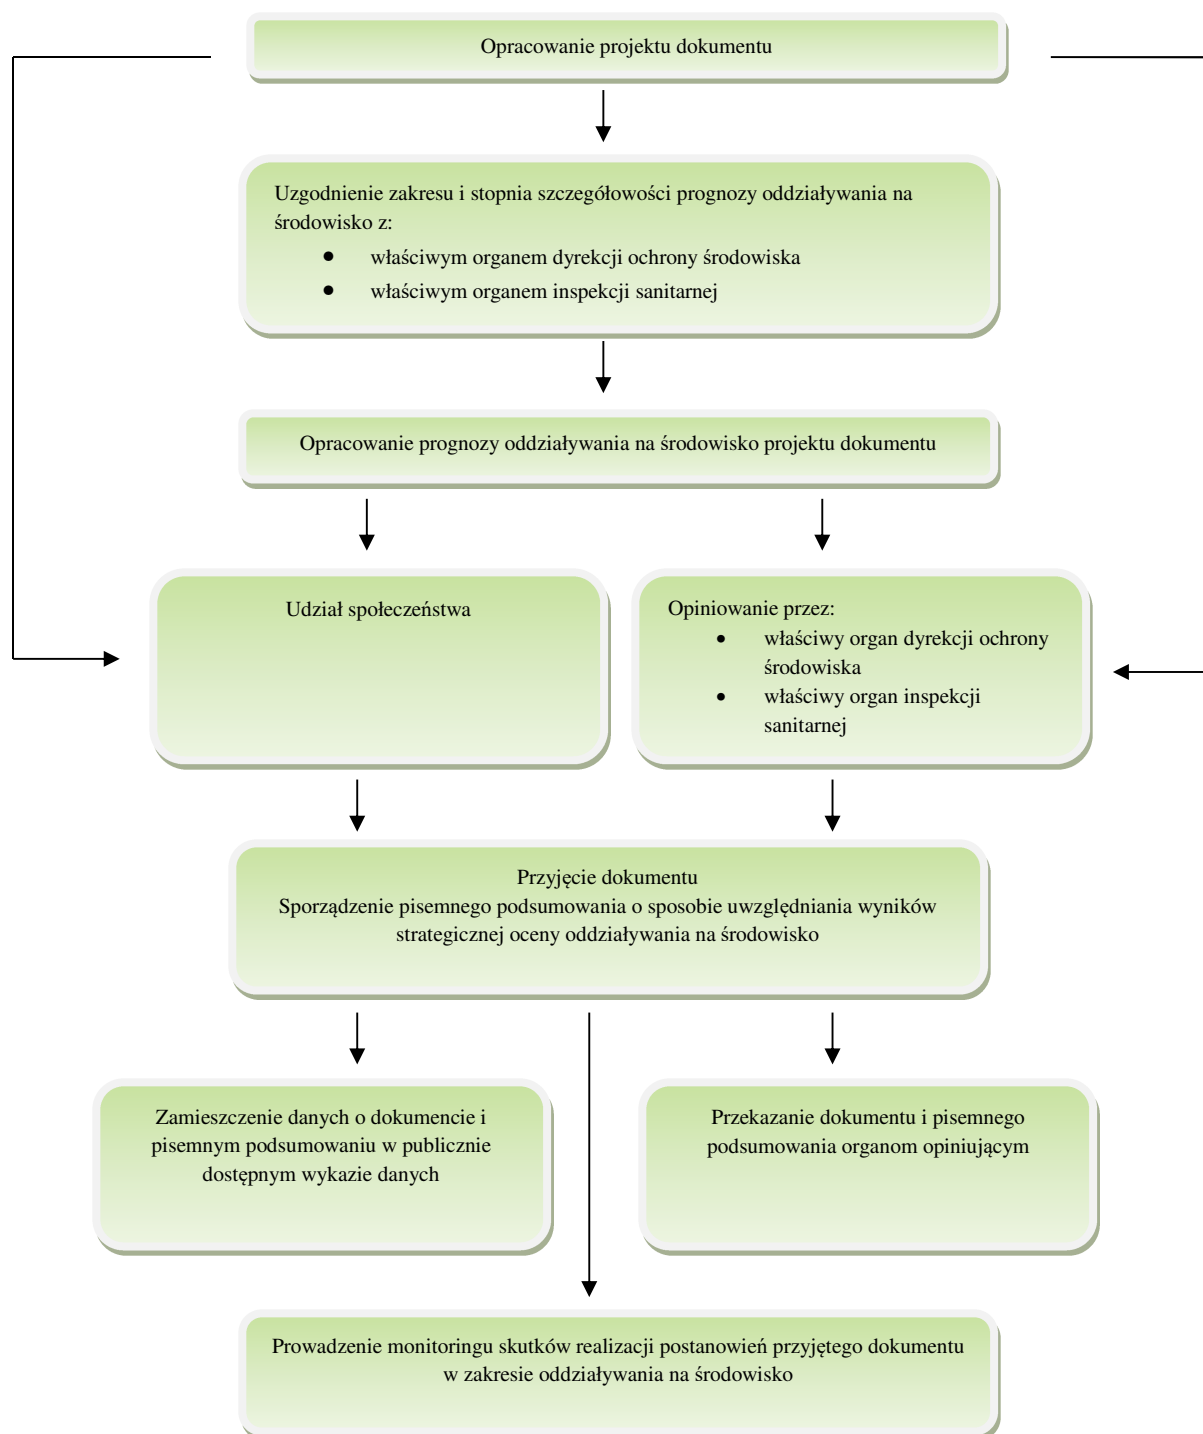 Opracowanie projektu dokumentu
Uzgodnienie zakresu i stopnia szczegółowości prognozy oddziaływania na
środowisko z:
• właściwym organem dyrekcji ochrony środowiska
• właściwym organem inspekcji sanitarnej
Opracowanie prognozy oddziaływania na środowisko projektu dokumentu
Udział społeczeństwa
Opiniowanie przez:
• właściwy organ dyrekcji ochrony
środowiska
• właściwy organ inspekcji
sanitarnej
Przyjęcie dokumentu
Sporządzenie pisemnego podsumowania o sposobie uwzględniania wyników
strategicznej oceny oddziaływania na środowisko
Zamieszczenie danych o dokumencie i
pisemnym podsumowaniu w publicznie
dostępnym wykazie danych
Przekazanie dokumentu i pisemnego
podsumowania organom opiniującym
Prowadzenie monitoringu skutków realizacji postanowień przyjętego dokumentu
w zakresie oddziaływania na środowisko